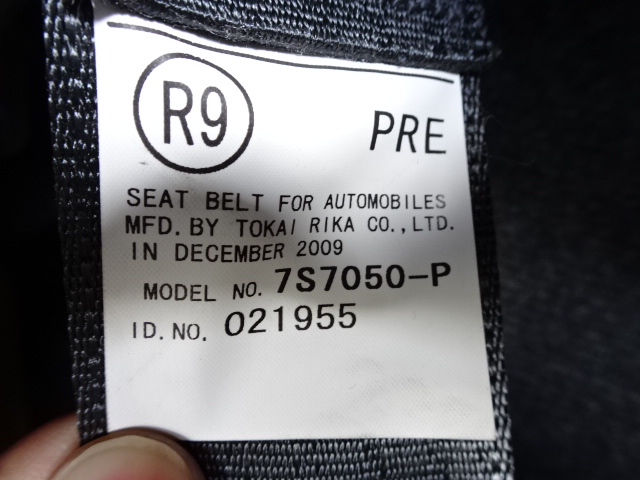 R9 PRE
SEAT BELT FOR AUTOMOBILES
MFD. BY TOKAI RIKA CO., LTD.
IN DECEMBER 2009
MODEL NO. 7S7050-P
ID. NO. 021955